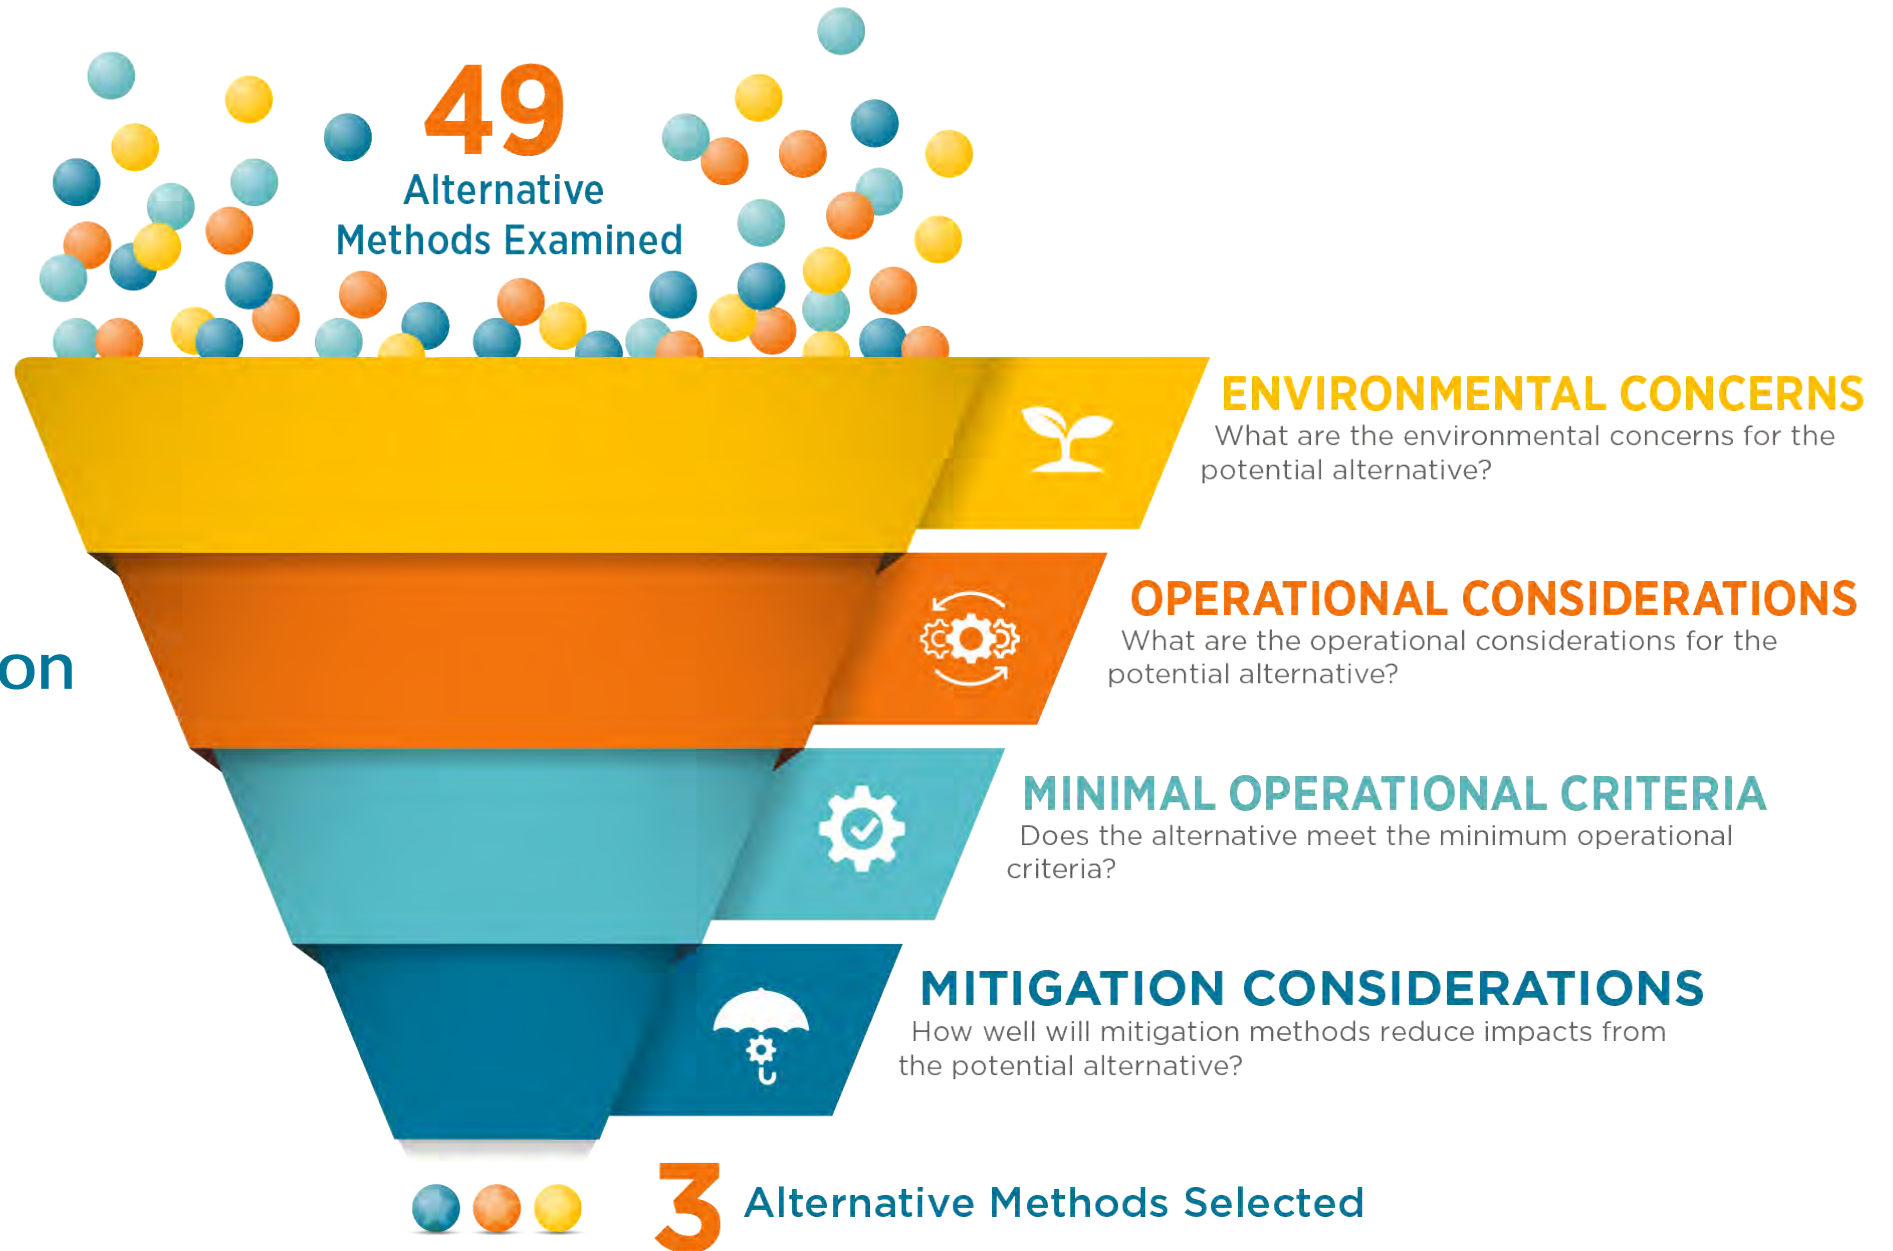 49
Alternative
Methods Examined
ENVIRONMENTAL CONCERNS
What are the environmental concerns for the
potential alternative?
OPERATIONAL CONSIDERATIONS
What are the operational considerations for the
potential alternative?
on
MINIMAL OPERATIONAL CRITERIA
Does the alternative meet the minimum operational
criteria?
MITIGATION CONSIDERATIONS
How well will mitigation methods reduce impacts from
the potential alternative?
3 Alternative Methods Selected